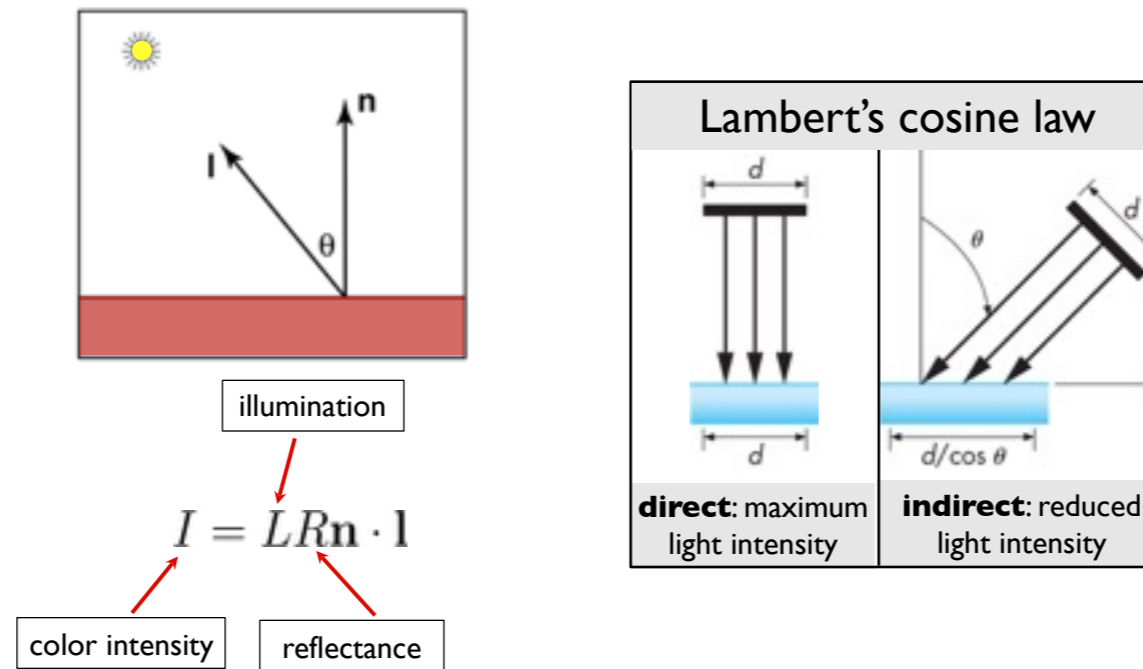 n
l
θ
illumination
I = LRn · l
color intensity
reflectance
Lambert's cosine law
d
d
direct: maximum
light intensity
θ
d
d/cos θ
indirect: reduced
light intensity